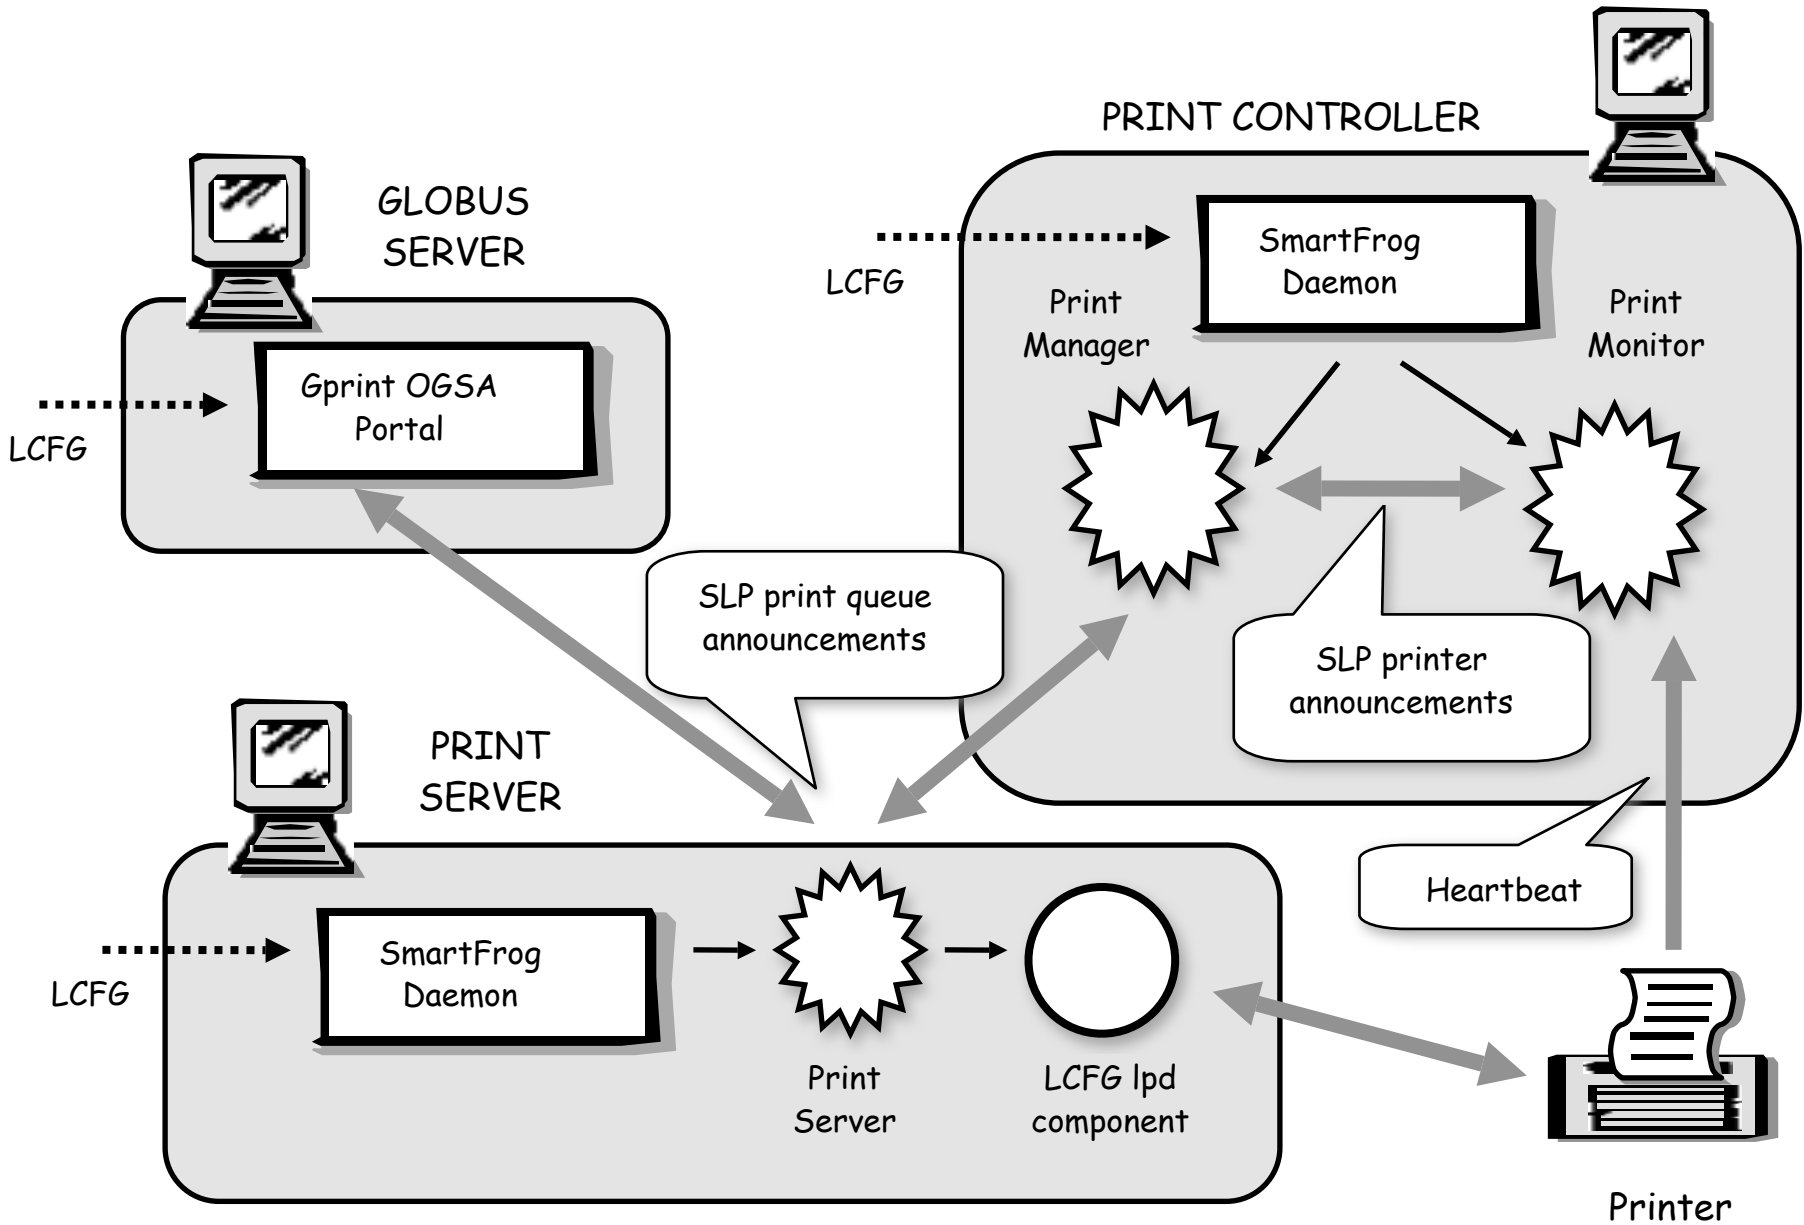 PRINT CONTROLLER
GLOBUS
SERVER
SmartFrog
Daemon
LCFG
Print
Manager
Print
Monitor
Gprint OGSA
Portal
LCFG
SLP print queue
announcements
SLP printer
announcements
PRINT
SERVER
Heartbeat
SmartFrog
Daemon
LCFG
Print
Server
LCFG lpd
component
Printer